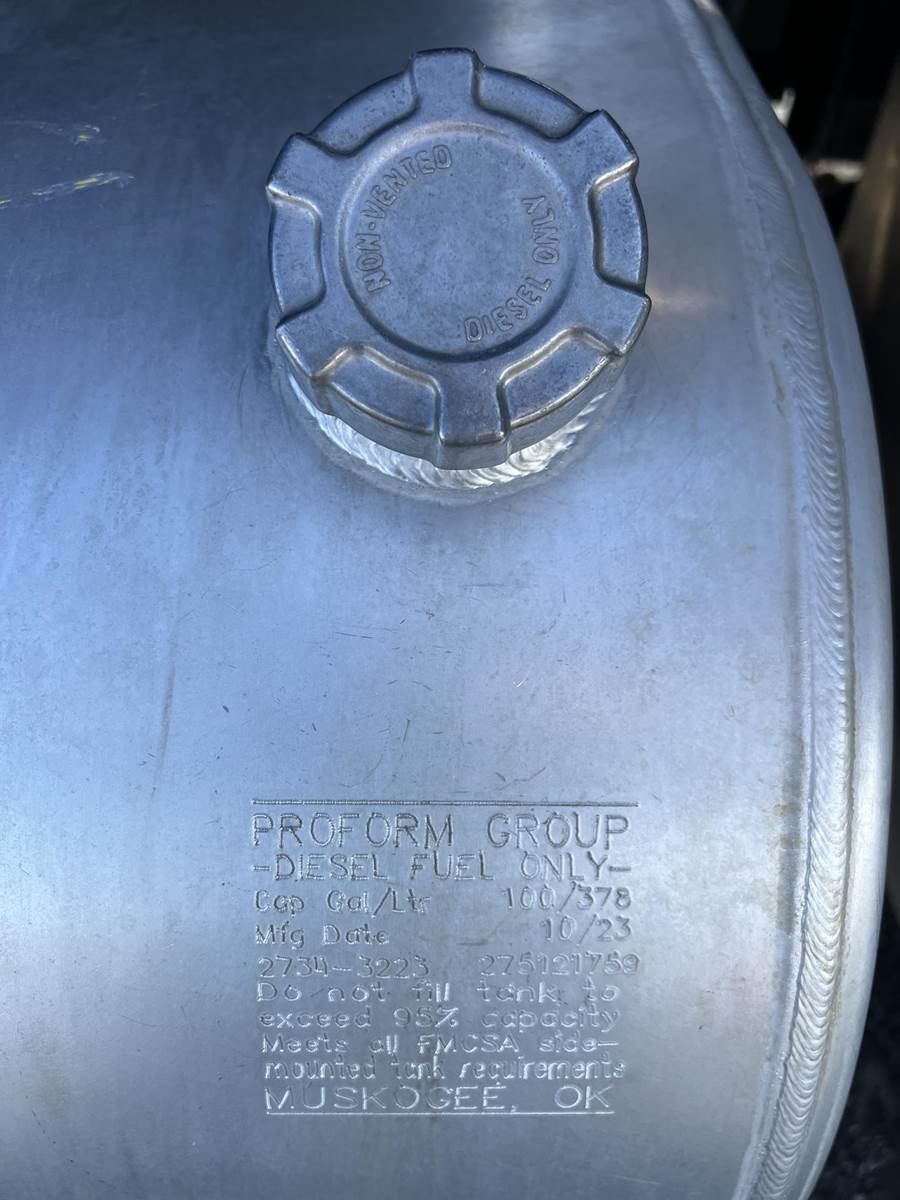 NON-VENTED
DIESEL ONLY
PROFORM GROUP
-DIESEL FUEL ONLY-
Cap Gal/Ltr 100/378
Mfg Date 10/23
2734-3223 275121759
Do not fill tank to
exceed 95% capacity
Meets all FMCSA side-
mounted tank requirements
MUSKOGEE, OK